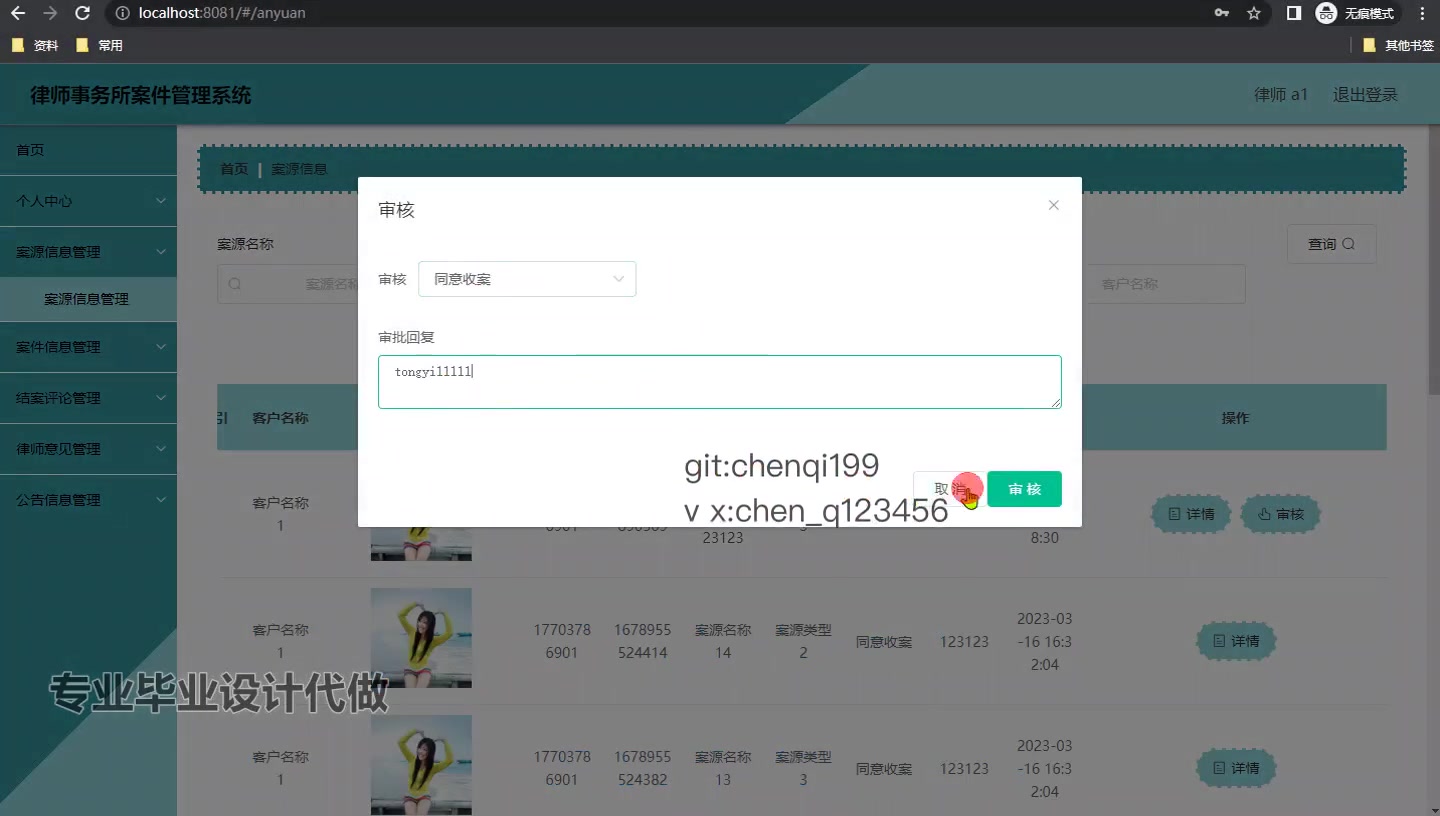 localhost:8081/#/anyuan
无痕模式
资料
常用
其他书签
律师事务所案件管理系统
律师 a1
退出登录
首页
个人中心
案源信息管理
案源信息管理
案件信息管理
结案评论管理
律师意见管理
公告信息管理
首页
案源信息
案源名称
案源名称
客户名称
查询
审核
审核
同意收案
审批回复
tongyi11111
取 消
审 核
git:chenqi199
v x:chen_q123456
引
客户名称
操作
客户名称
1
23123
8:30
详情
审核
客户名称
1
1770378
6901
1678955
524414
案源名称
14
案源类型
2
同意收案
123123
2023-03
-16 16:3
2:04
详情
客户名称
1
1770378
6901
1678955
524382
案源名称
13
案源类型
3
同意收案
123123
2023-03
-16 16:3
2:04
详情
专业毕业设计代做